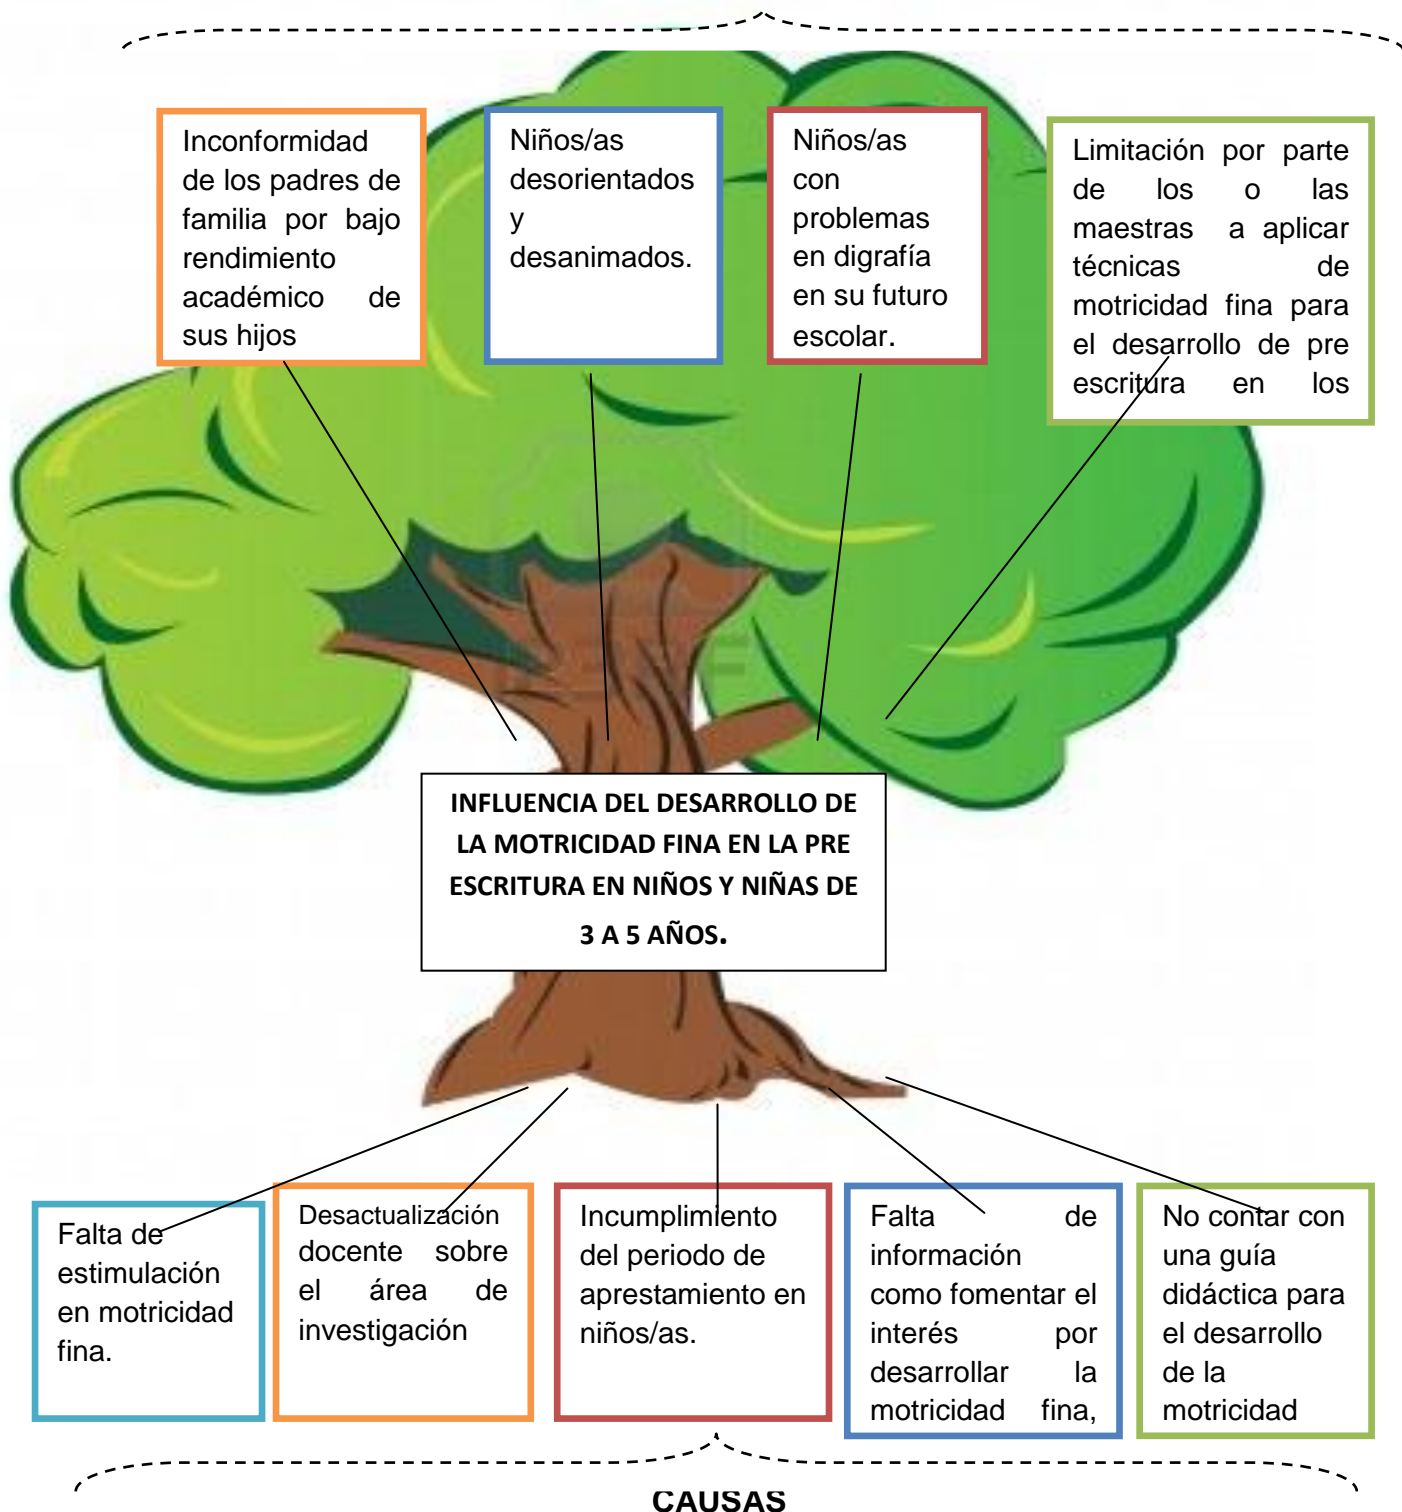 Inconformidad
de los padres de
familia por bajo
rendimiento
académico de
sus hijos
Niños/as
desorientados
y
desanimados.
Niños/as
con
problemas
en digrafía
en su futuro
escolar.
Limitación por parte
de los o las
maestras a aplicar
técnicas de
motricidad fina para
el desarrollo de pre
escritura en los
INFLUENCIA DEL DESARROLLO DE
LA MOTRICIDAD FINA EN LA PRE
ESCRITURA EN NIÑOS Y NIÑAS DE
3 A 5 AÑOS.
Falta de
estimulación
en motricidad
fina.
Desactualización
docente sobre
el área de
investigación
Incumplimiento
del periodo de
aprestamiento en
niños/as.
Falta de
información
como fomentar el
interés por
desarrollar la
motricidad fina,
No contar con
una guía
didáctica para
el desarrollo
de la
motricidad
CAUSAS